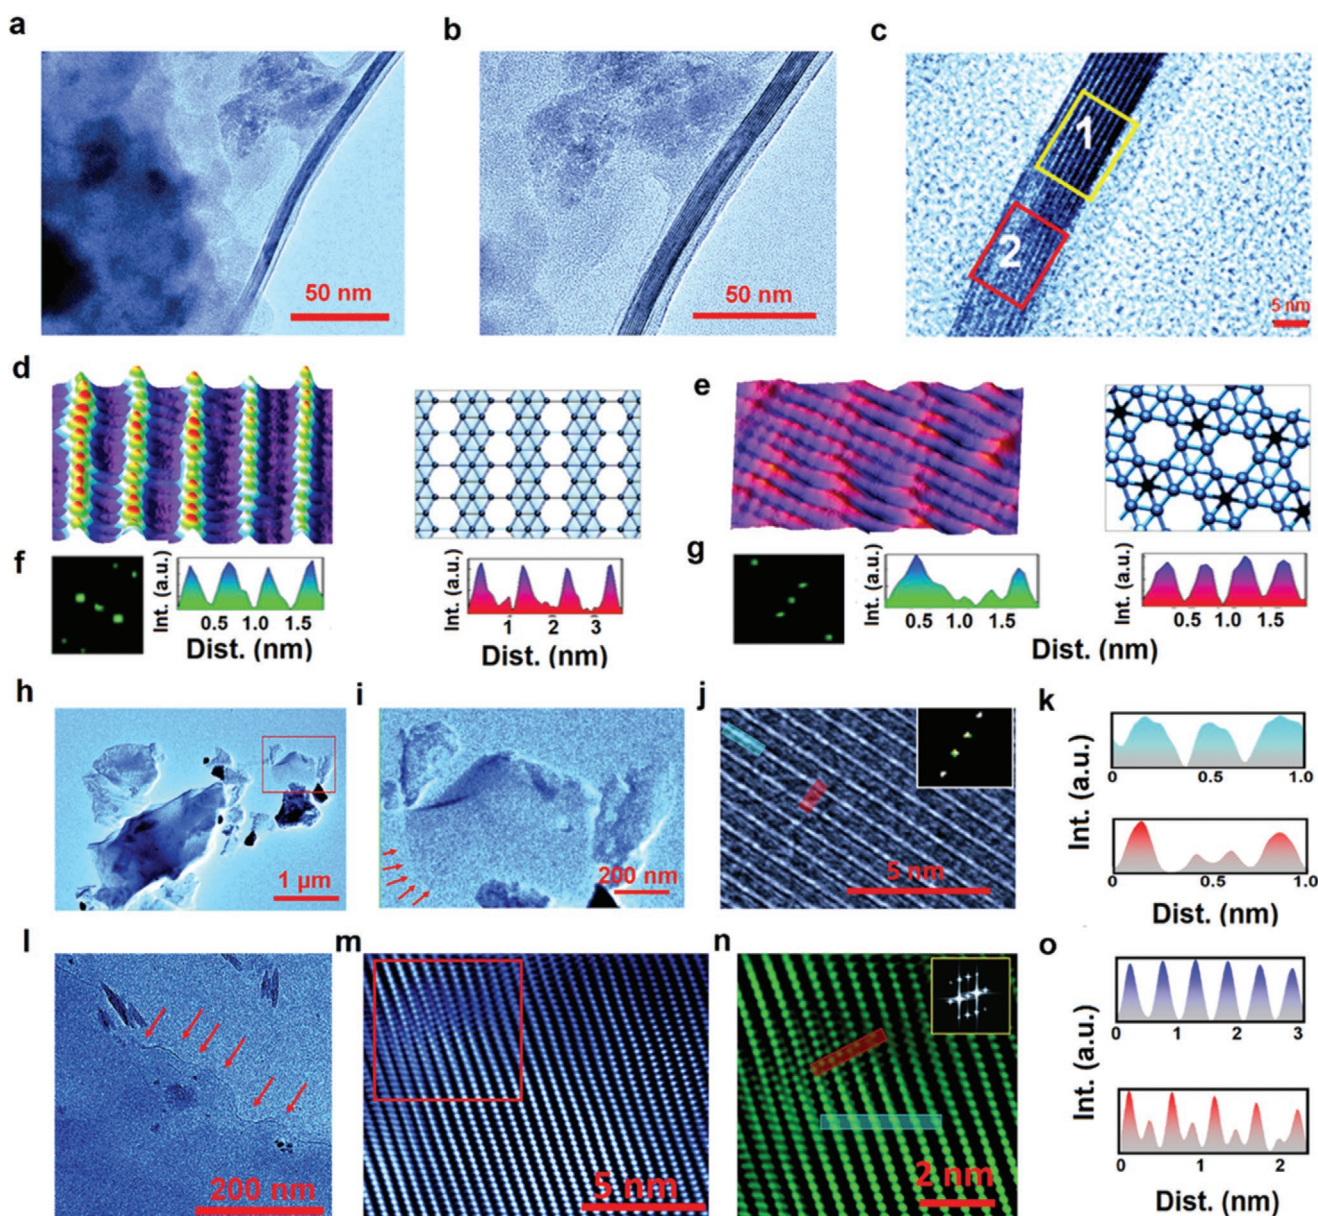 a
b
c
50 nm
50 nm
1
2
5 nm
d
e
f
Int. (a.u.)
0.5 1.0 1.5
Dist. (nm)
Int. (a.u.)
1 2 3
Dist. (nm)
g
Int. (a.u.)
0.5 1.0 1.5
Int. (a.u.)
0.5 1.0 1.5
Dist. (nm)
h
i
j
k
1 µm
200 nm
5 nm
Int. (a.u.)
0 0.5 1.0
0 0.5 1.0
Dist. (nm)
l
m
n
o
200 nm
5 nm
2 nm
Int. (a.u.)
0 1 2 3
0 1 2
Dist. (nm)